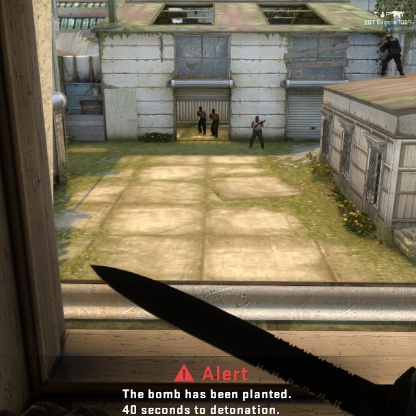 Alert
The bomb has been planted.
40 seconds to detonation.